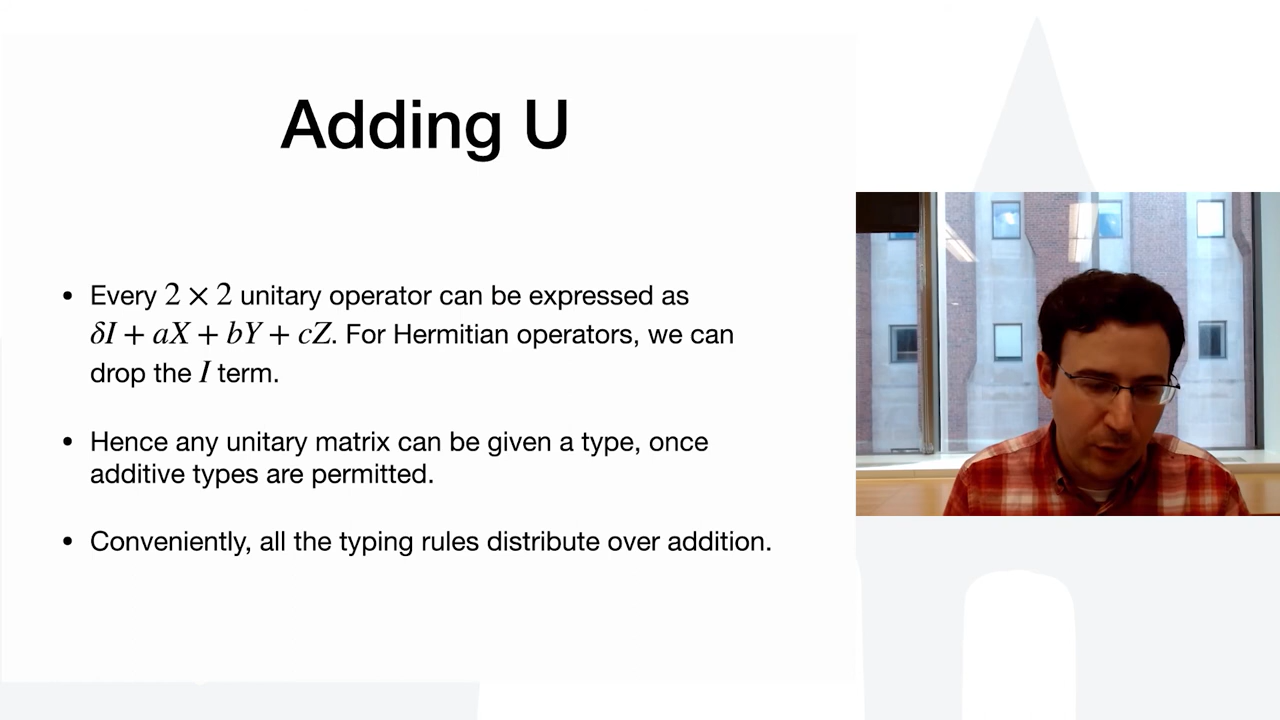 Adding U
• Every 2 × 2 unitary operator can be expressed as
δI + aX + bY + cZ. For Hermitian operators, we can
drop the I term.
• Hence any unitary matrix can be given a type, once
additive types are permitted.
• Conveniently, all the typing rules distribute over addition.